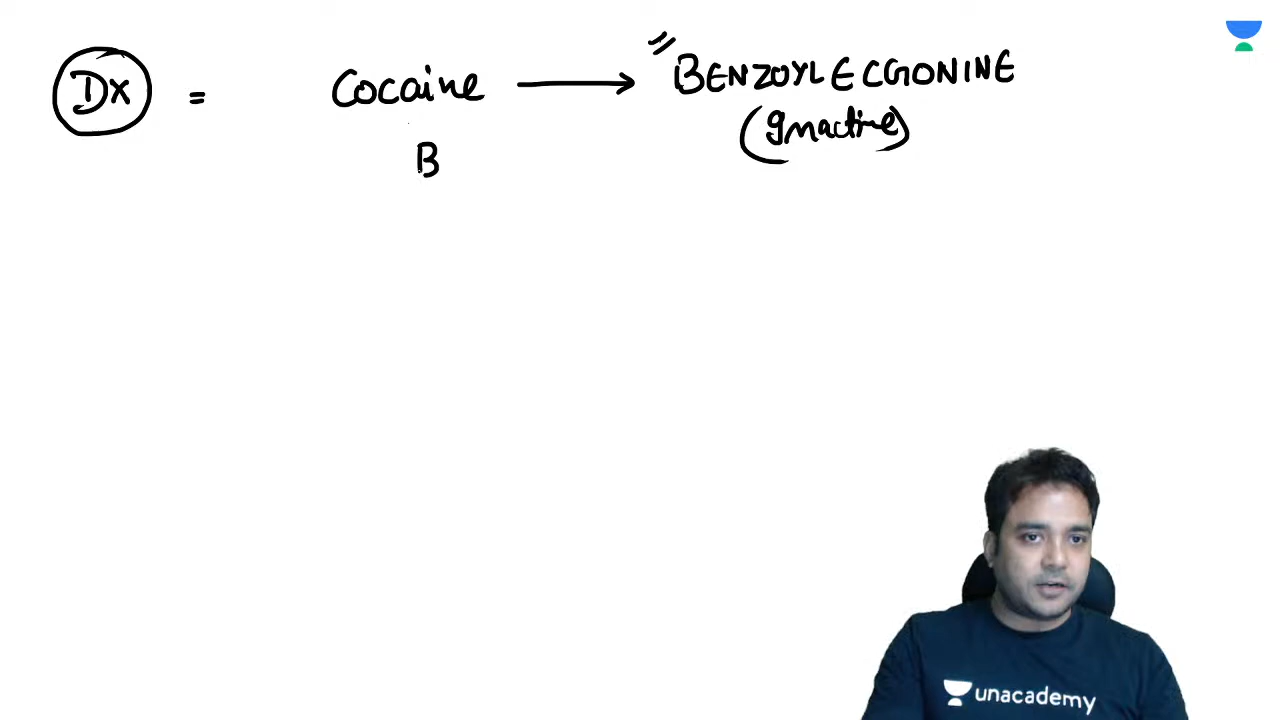 Dx = Cocaine → " BENZOYLECGONINE
(Inactive)
B
unacademy